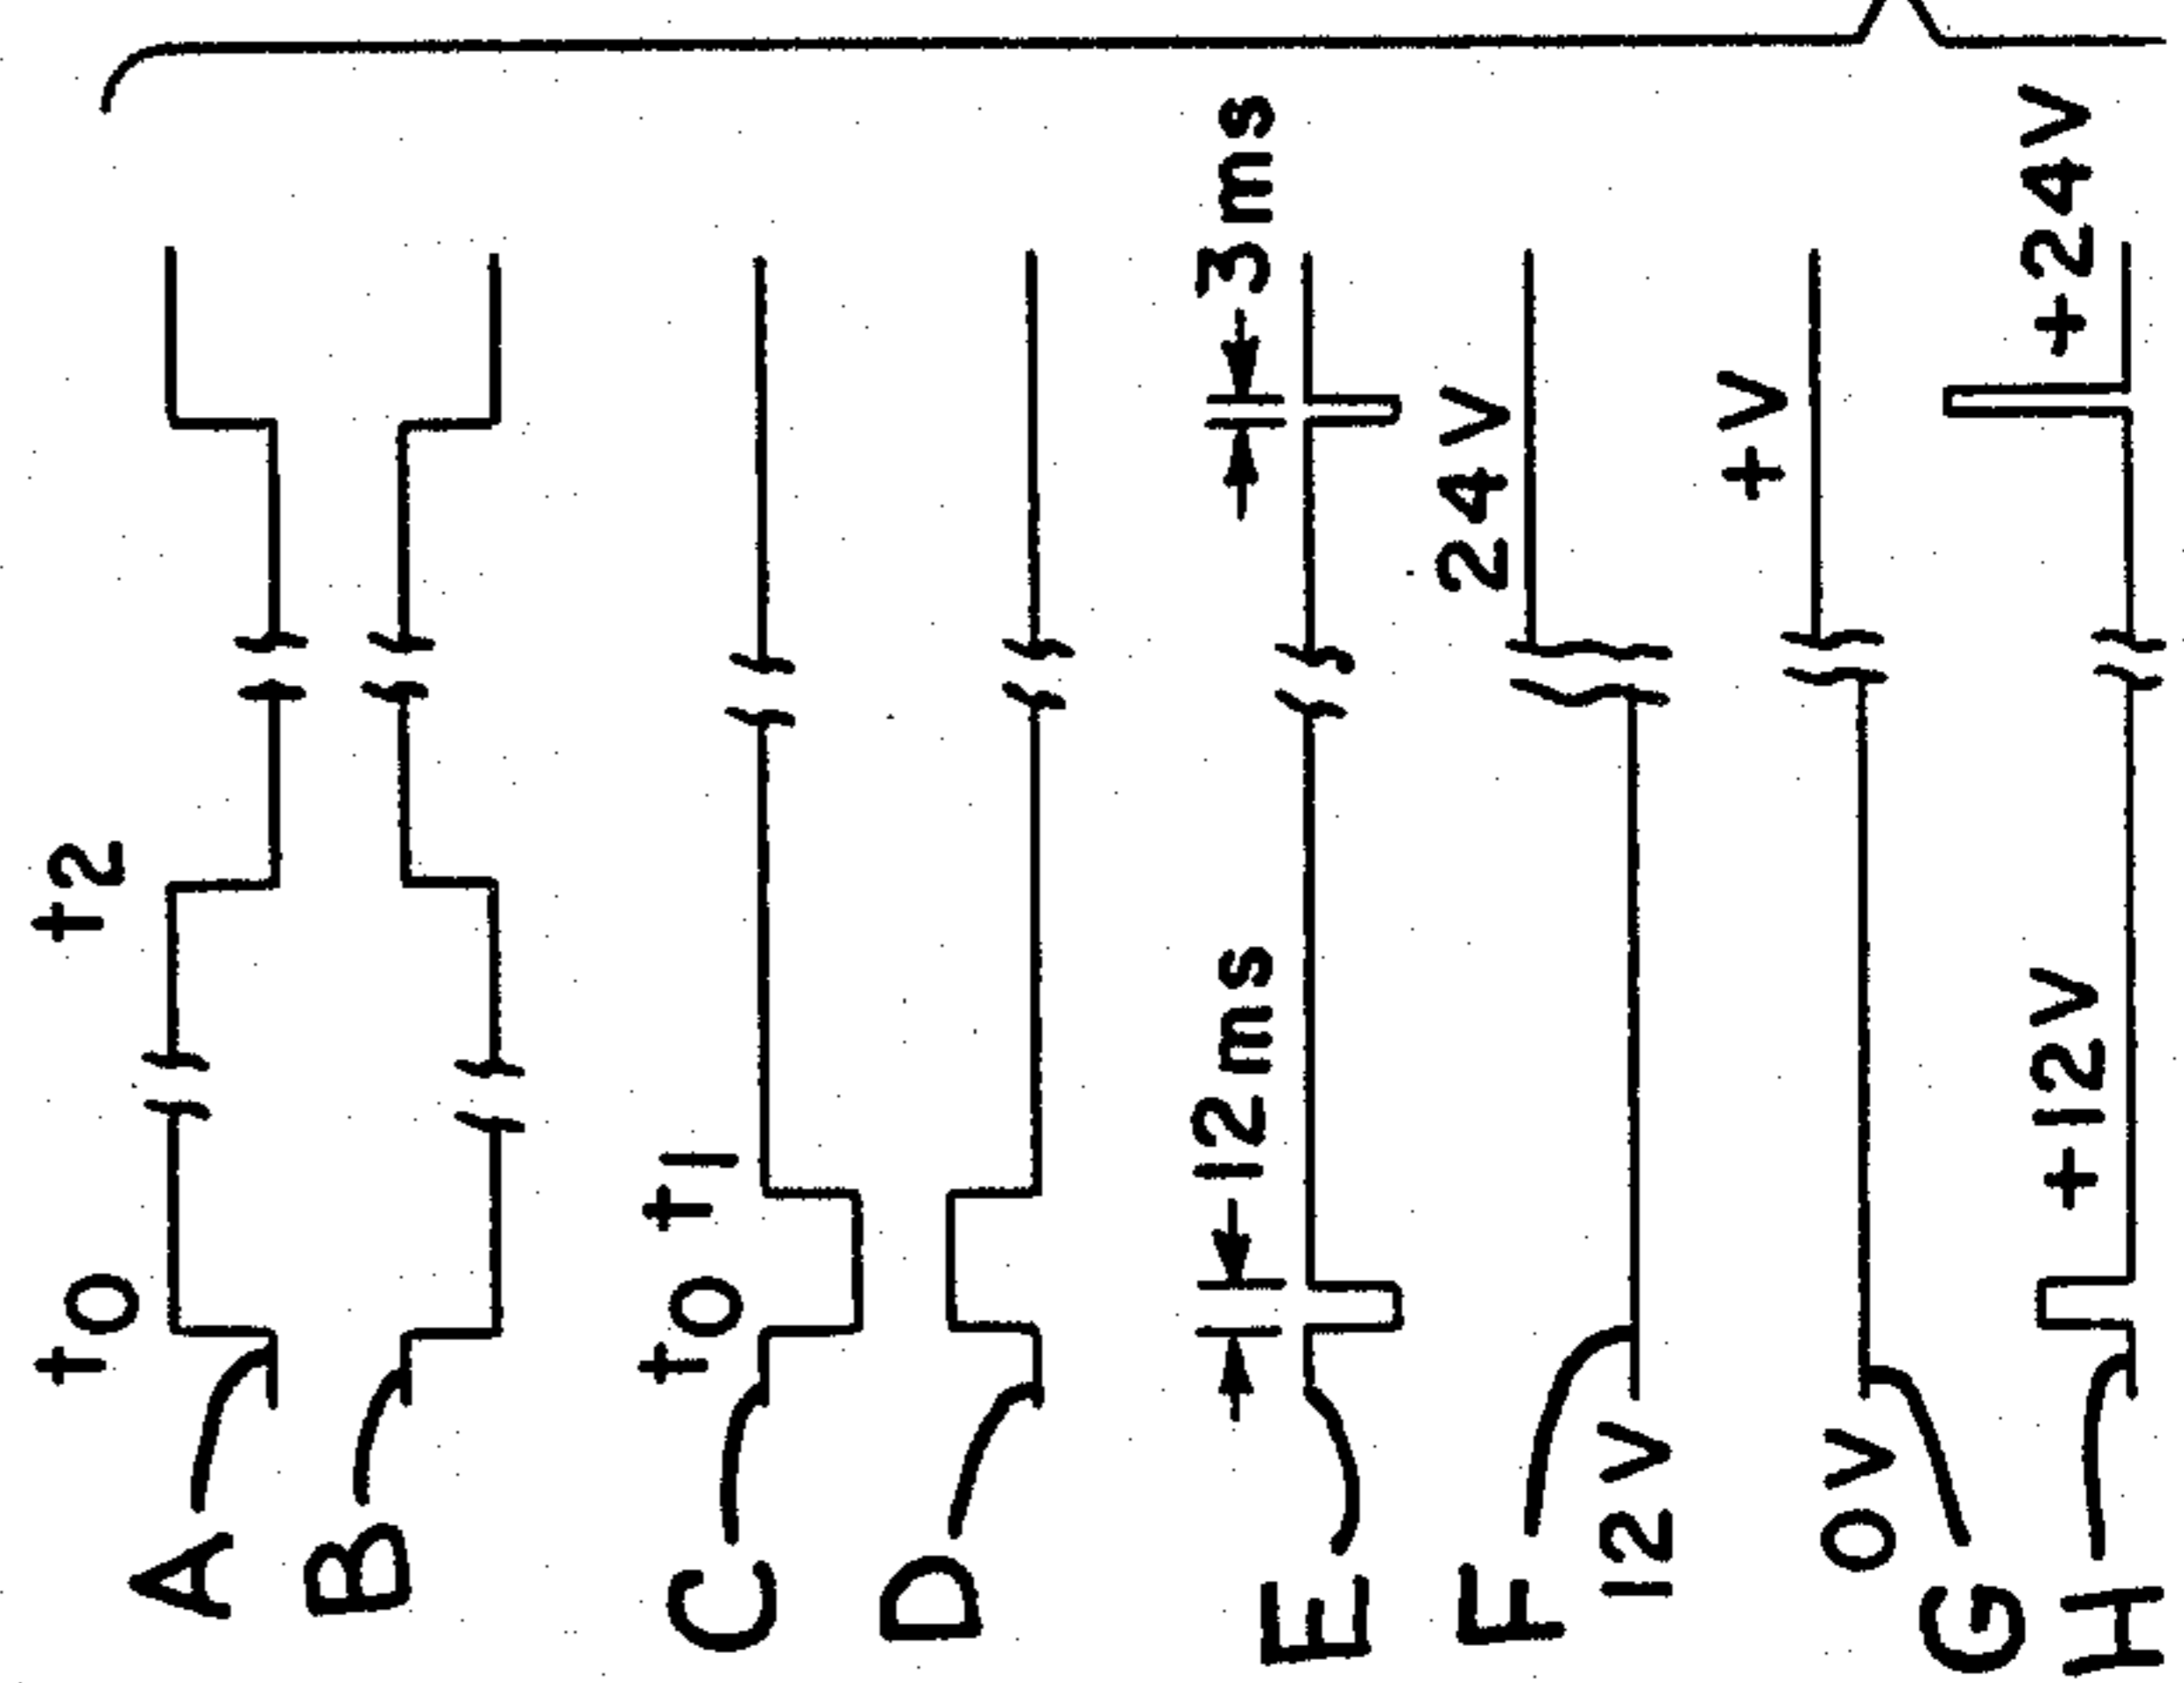 t0 t2
A
B
t0 t1
C
D
12ms 3ms
E
24V
F
12V
+V
0V
G
+12V +24V
H